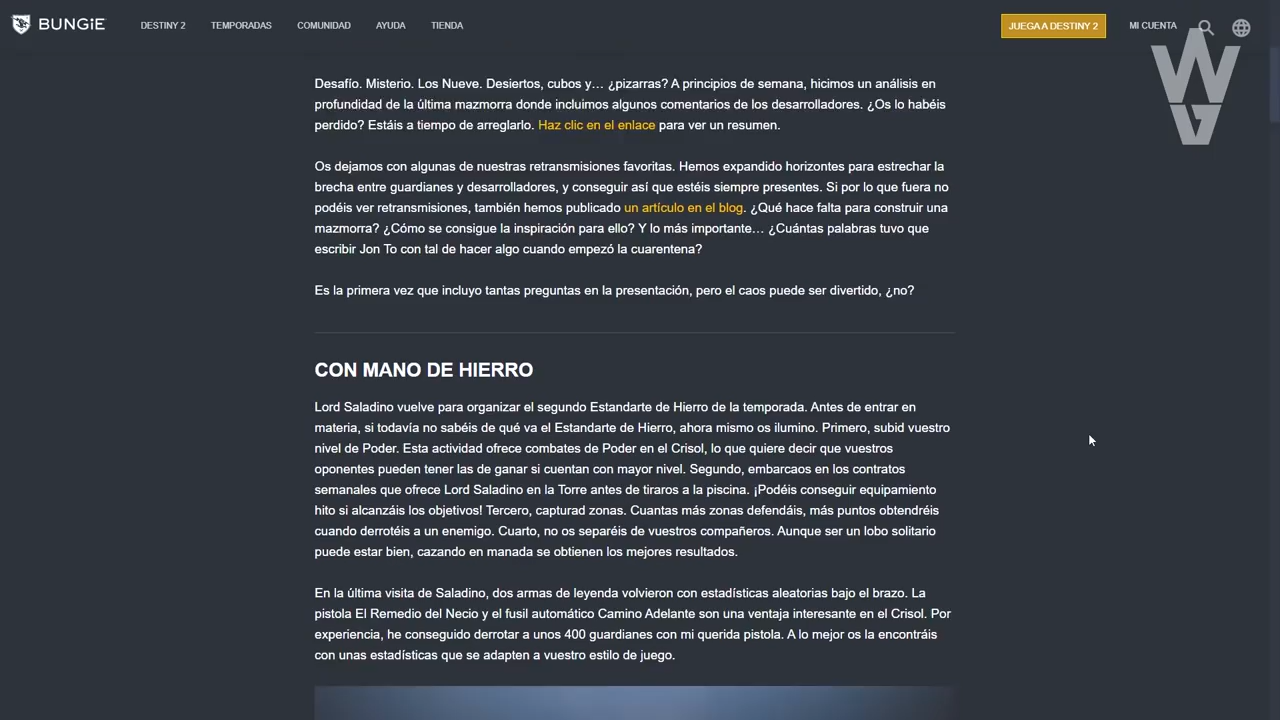 BUNGiE
DESTINY 2
TEMPORADAS
COMUNIDAD
AYUDA
TIENDA
JUEGA A DESTINY 2
MI CUENTA
WG
Desafío. Misterio. Los Nueve. Desiertos, cubos y… ¿pizarras? A principios de semana, hicimos un análisis en
profundidad de la última mazmorra donde incluimos algunos comentarios de los desarrolladores. ¿Os lo habéis
perdido? Estáis a tiempo de arreglarlo. Haz clic en el enlace para ver un resumen.
Os dejamos con algunas de nuestras retransmisiones favoritas. Hemos expandido horizontes para estrechar la
brecha entre guardianes y desarrolladores, y conseguir así que estéis siempre presentes. Si por lo que fuera no
podéis ver retransmisiones, también hemos publicado un artículo en el blog. ¿Qué hace falta para construir una
mazmorra? ¿Cómo se consigue la inspiración para ello? Y lo más importante… ¿Cuántas palabras tuvo que
escribir Jon To con tal de hacer algo cuando empezó la cuarentena?
Es la primera vez que incluyo tantas preguntas en la presentación, pero el caos puede ser divertido, ¿no?
CON MANO DE HIERRO
Lord Saladino vuelve para organizar el segundo Estandarte de Hierro de la temporada. Antes de entrar en
materia, si todavía no sabéis de qué va el Estandarte de Hierro, ahora mismo os ilumino. Primero, subid vuestro
nivel de Poder. Esta actividad ofrece combates de Poder en el Crisol, lo que quiere decir que vuestros
oponentes pueden tener las de ganar si cuentan con mayor nivel. Segundo, embarcaos en los contratos
semanales que ofrece Lord Saladino en la Torre antes de tiraros a la piscina. ¡Podéis conseguir equipamiento
hito si alcanzáis los objetivos! Tercero, capturad zonas. Cuantas más zonas defendáis, más puntos obtendréis
cuando derrotéis a un enemigo. Cuarto, no os separéis de vuestros compañeros. Aunque ser un lobo solitario
puede estar bien, cazando en manada se obtienen los mejores resultados.
En la última visita de Saladino, dos armas de leyenda volvieron con estadísticas aleatorias bajo el brazo. La
pistola El Remedio del Necio y el fusil automático Camino Adelante son una ventaja interesante en el Crisol. Por
experiencia, he conseguido derrotar a unos 400 guardianes con mi querida pistola. A lo mejor os la encontráis
con unas estadísticas que se adapten a vuestro estilo de juego.